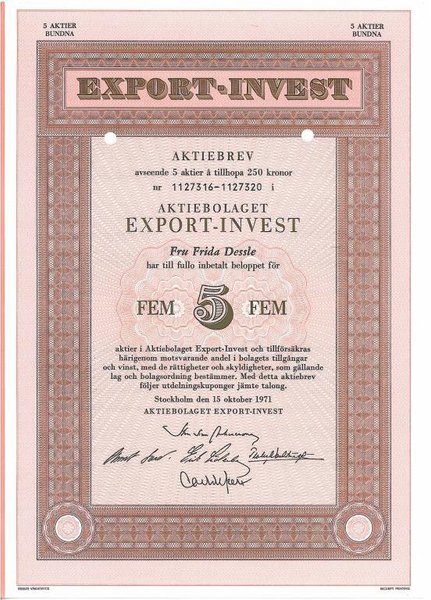 5 AKTIER
BUNDNA
5 AKTIER
BUNDNA
EXPORT-INVEST
AKTIEBREV
avseende 5 aktier å tillhopa 250 kronor
nr 1127316-1127320 i
AKTIEBOLAGET
EXPORT-INVEST
Fru Frida Dessle
har till fullo inbetalt beloppet för
FEM 5 FEM
aktier i Aktiebolaget Export-Invest och tillförsäkras
härigenom motsvarande andel i bolagets tillgångar
och vinst, med de rättigheter och skyldigheter, som gällande
lag och bolagsordning bestämmer. Med detta aktiebrev
följer utdelningskuponger jämte talong.
Stockholm den 15 oktober 1971
AKTIEBOLAGET EXPORT-INVEST